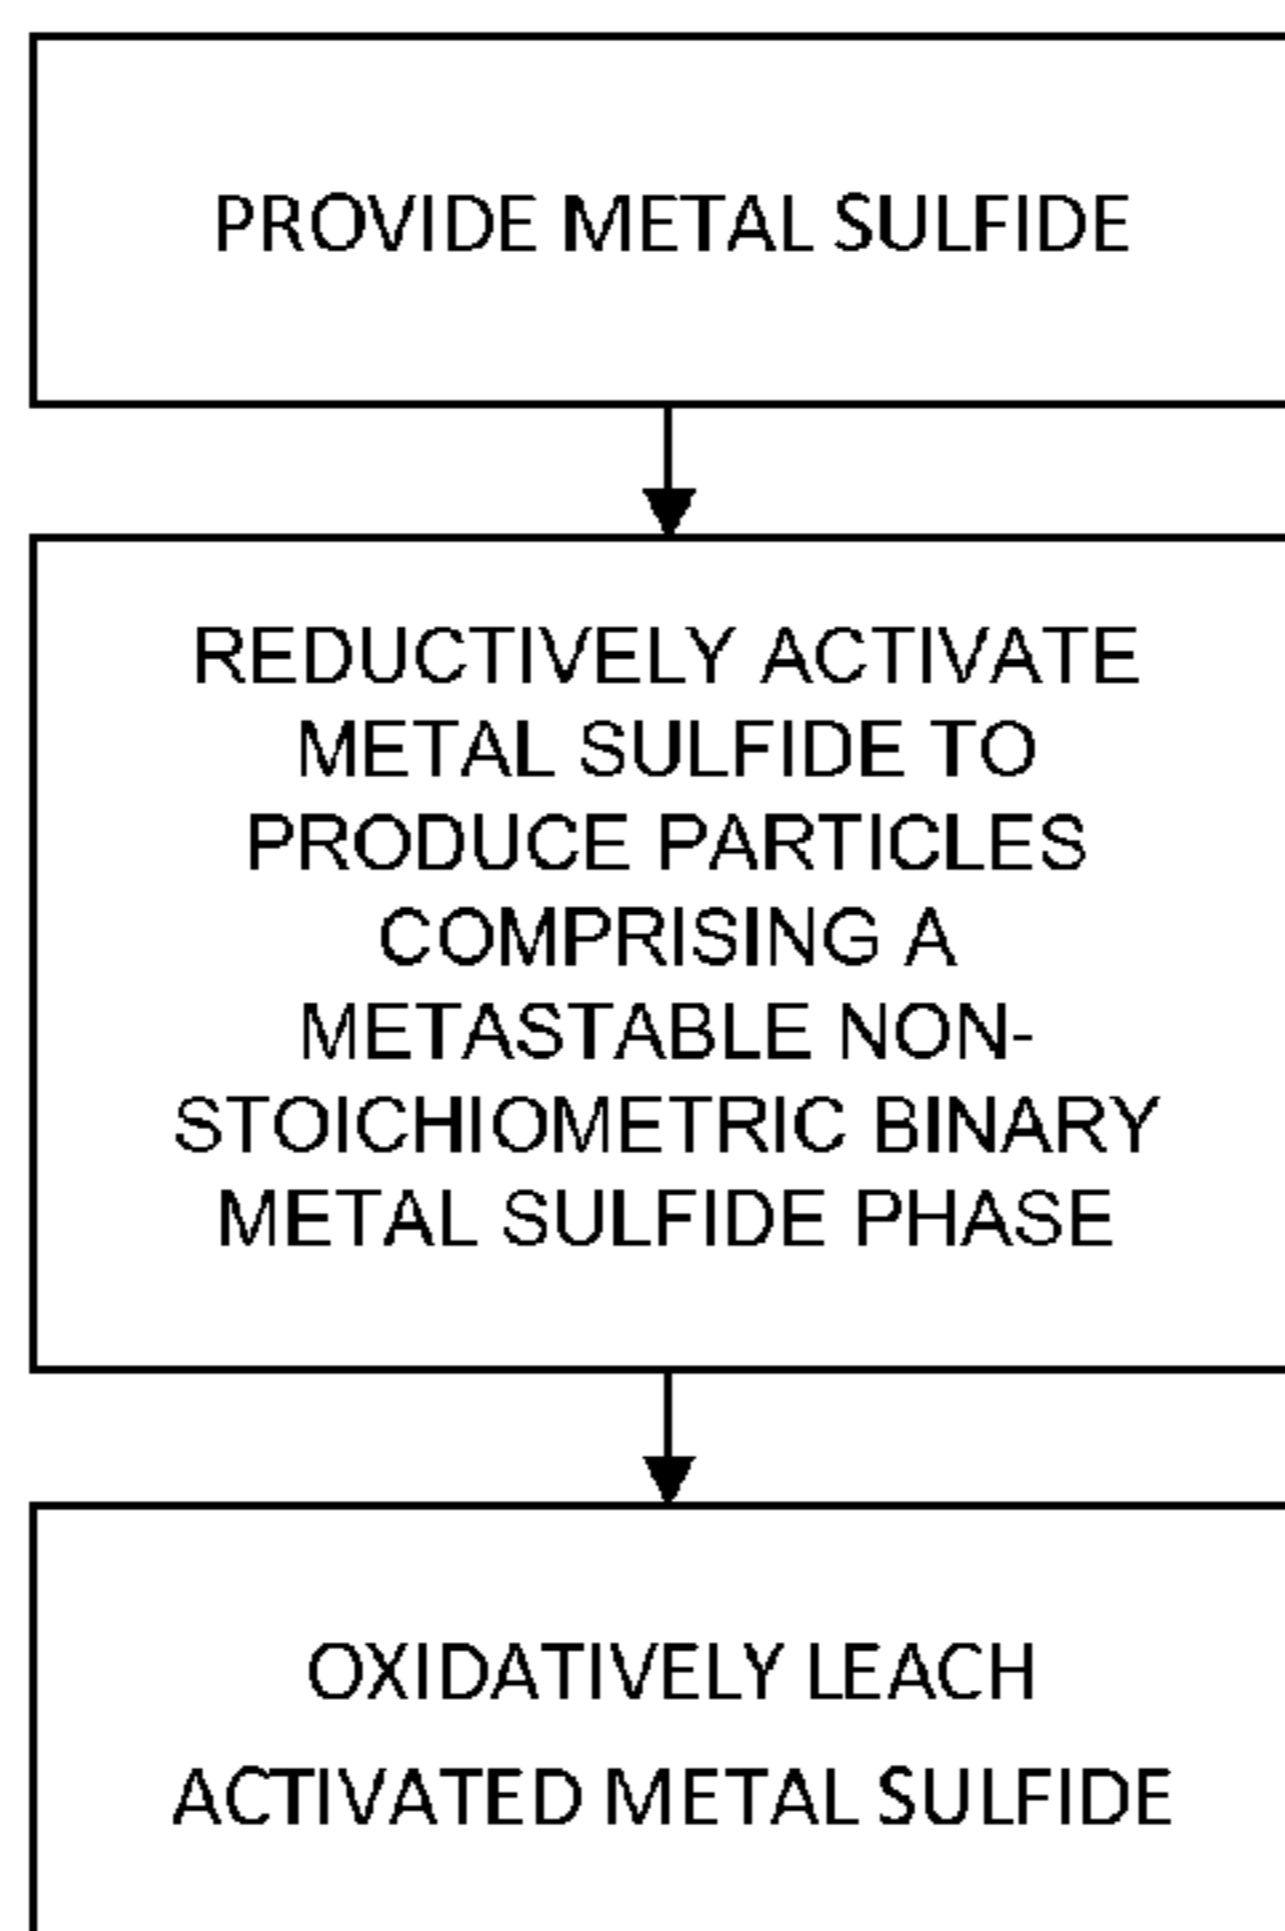 PROVIDE METAL SULFIDE
REDUCTIVELY ACTIVATE
METAL SULFIDE TO
PRODUCE PARTICLES
COMPRISING A
METASTABLE NON-
STOICHIOMETRIC BINARY
METAL SULFIDE PHASE
OXIDATIVELY LEACH
ACTIVATED METAL SULFIDE